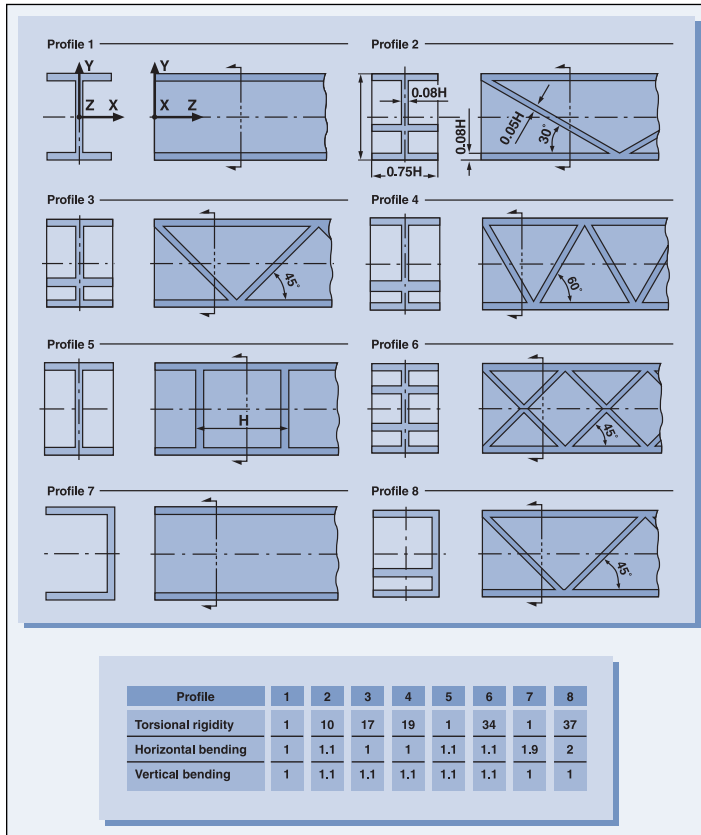 Profile 1
Profile 2
Y
Y
Z
X
X
Z
0.08H
0.75H
0.08H
0.05H
30°
Profile 3
Profile 4
45°
60°
Profile 5
Profile 6
H
45°
Profile 7
Profile 8
45°
Profile 1 2 3 4 5 6 7 8
Torsional rigidity 1 10 17 19 1 34 1 37
Horizontal bending 1 1.1 1 1 1.1 1.1 1.9 2
Vertical bending 1 1.1 1.1 1.1 1.1 1.1 1 1